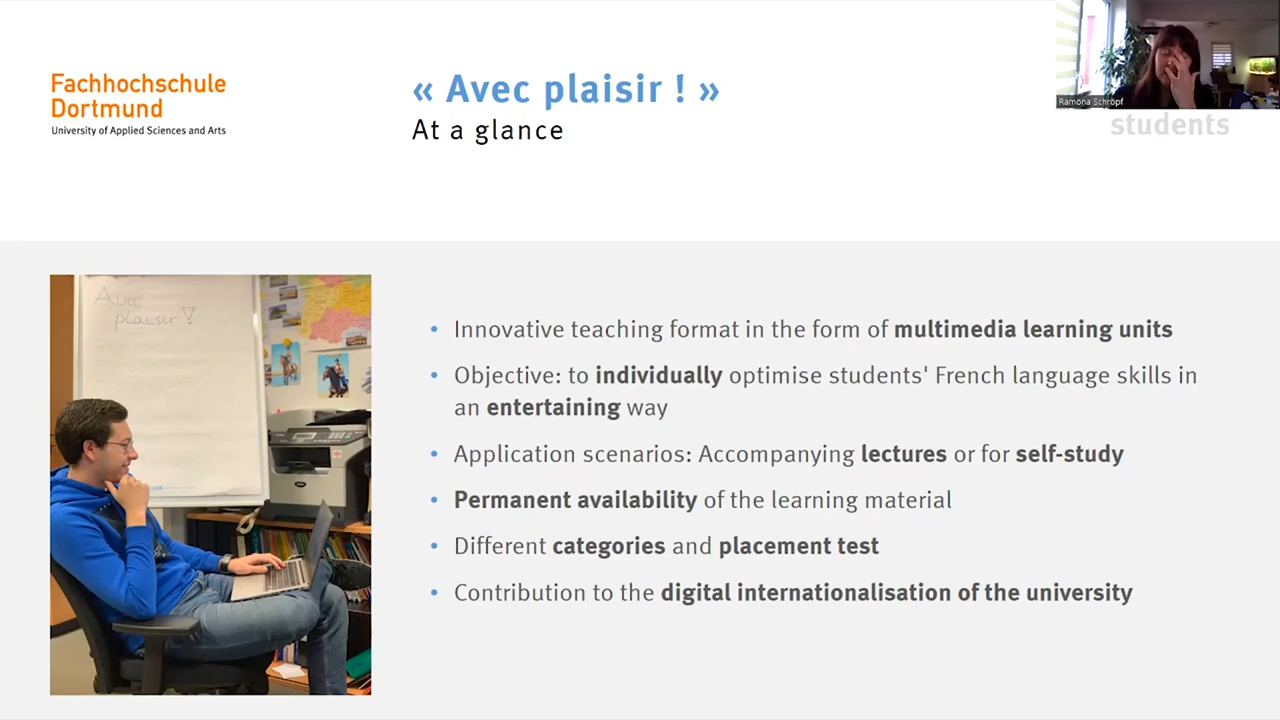 Fachhochschule
Dortmund
University of Applied Sciences and Arts
« Avec plaisir ! »
At a glance
Ramona Schröpf
students
Avec
plaisir!
• Innovative teaching format in the form of multimedia learning units
• Objective: to individually optimise students' French language skills in
an entertaining way
• Application scenarios: Accompanying lectures or for self-study
• Permanent availability of the learning material
• Different categories and placement test
• Contribution to the digital internationalisation of the university